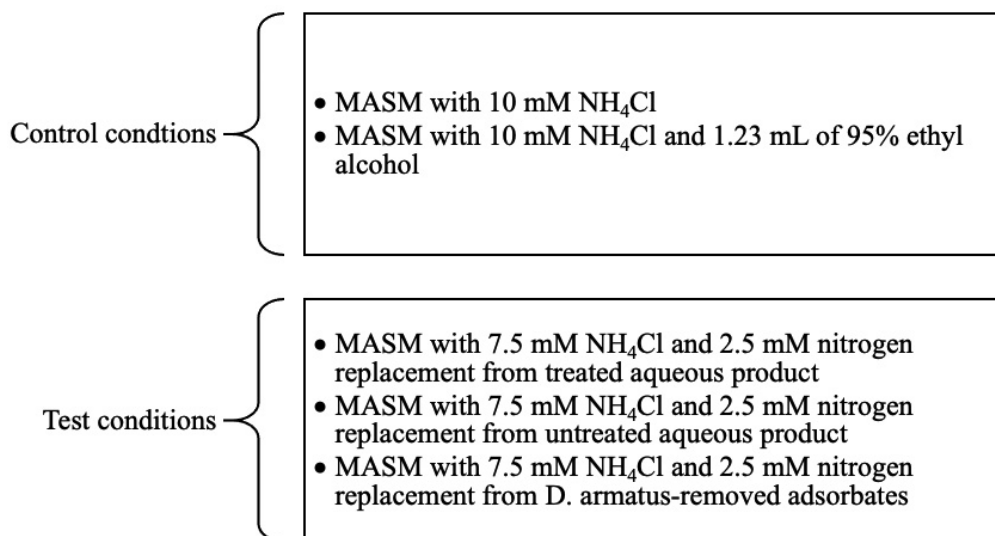 Control condtions
• MASM with 10 mM NH₄Cl
• MASM with 10 mM NH₄Cl and 1.23 mL of 95% ethyl
alcohol
Test conditions
• MASM with 7.5 mM NH₄Cl and 2.5 mM nitrogen
replacement from treated aqueous product
• MASM with 7.5 mM NH₄Cl and 2.5 mM nitrogen
replacement from untreated aqueous product
• MASM with 7.5 mM NH₄Cl and 2.5 mM nitrogen
replacement from D. armatus-removed adsorbates